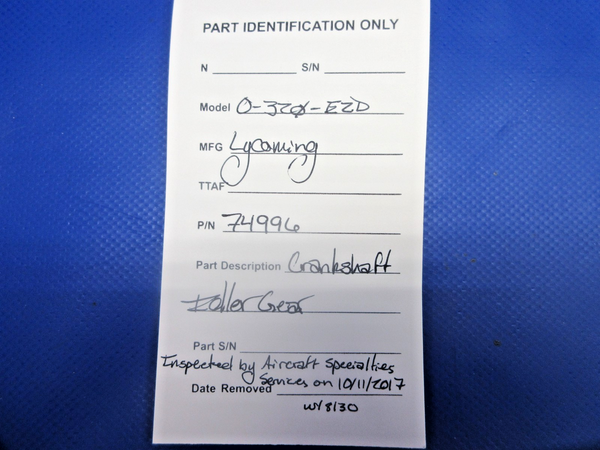 PART IDENTIFICATION ONLY
N S/N
Model O-320-E2D
MFG Lycoming
TTAF
P/N 74996
Part Description Crankshaft
Idler Gear
Part S/N
Inspected by Aircraft Specialties
Services on 10/11/2017
Date Removed
w/8130